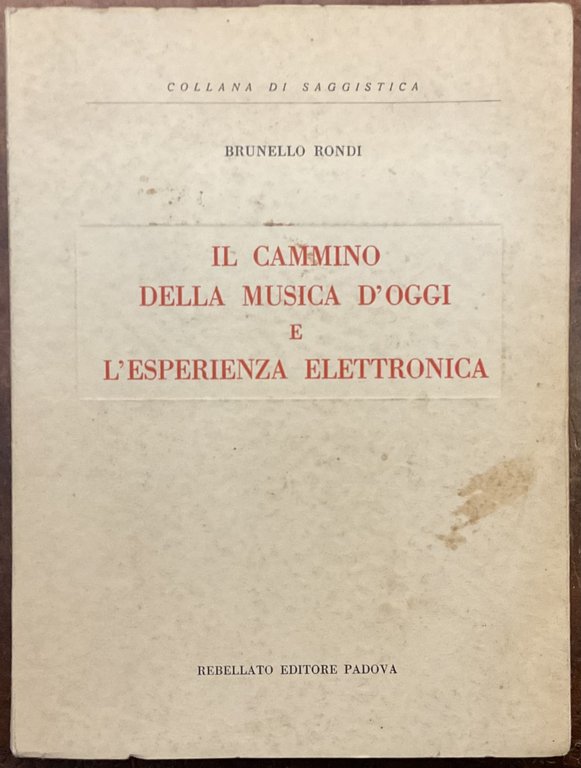 COLLANA DI SAGGISTICA
BRUNELLO RONDI
IL CAMMINO
DELLA MUSICA D'OGGI
E
L'ESPERIENZA ELETTRONICA
REBELLATO EDITORE PADOVA